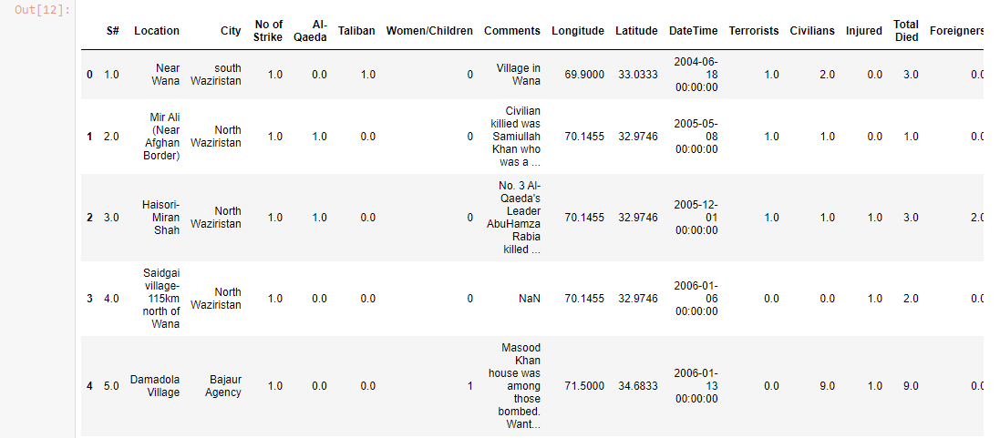 Out[12]:
S# Location City No of Strike Al-Qaeda Taliban Women/Children Comments Longitude Latitude DateTime Terrorists Civilians Injured Total Died Foreigners
0 1.0 Near Wana south Waziristan 1.0 0.0 1.0 0 Village in Wana 69.9000 33.0333 2004-06-18 00:00:00 1.0 2.0 0.0 3.0 0.0
1 2.0 Mir Ali (Near Afghan Border) North Waziristan 1.0 1.0 0.0 0 Civilian killied was Samiullah Khan who was a ... 70.1455 32.9746 2005-05-08 00:00:00 1.0 1.0 0.0 1.0 0.0
2 3.0 Haisori-Miran Shah North Waziristan 1.0 1.0 0.0 0 No. 3 Al-Qaeda's Leader AbuHamza Rabia killed ... 70.1455 32.9746 2005-12-01 00:00:00 1.0 1.0 1.0 3.0 2.0
3 4.0 Saidgai village-115km north of Wana North Waziristan 1.0 0.0 0.0 0 NaN 70.1455 32.9746 2006-01-06 00:00:00 0.0 0.0 1.0 2.0 0.0
4 5.0 Damadola Village Bajaur Agency 1.0 0.0 0.0 1 Masood Khan house was among those bombed. Want... 71.5000 34.6833 2006-01-13 00:00:00 0.0 9.0 1.0 9.0 0.0